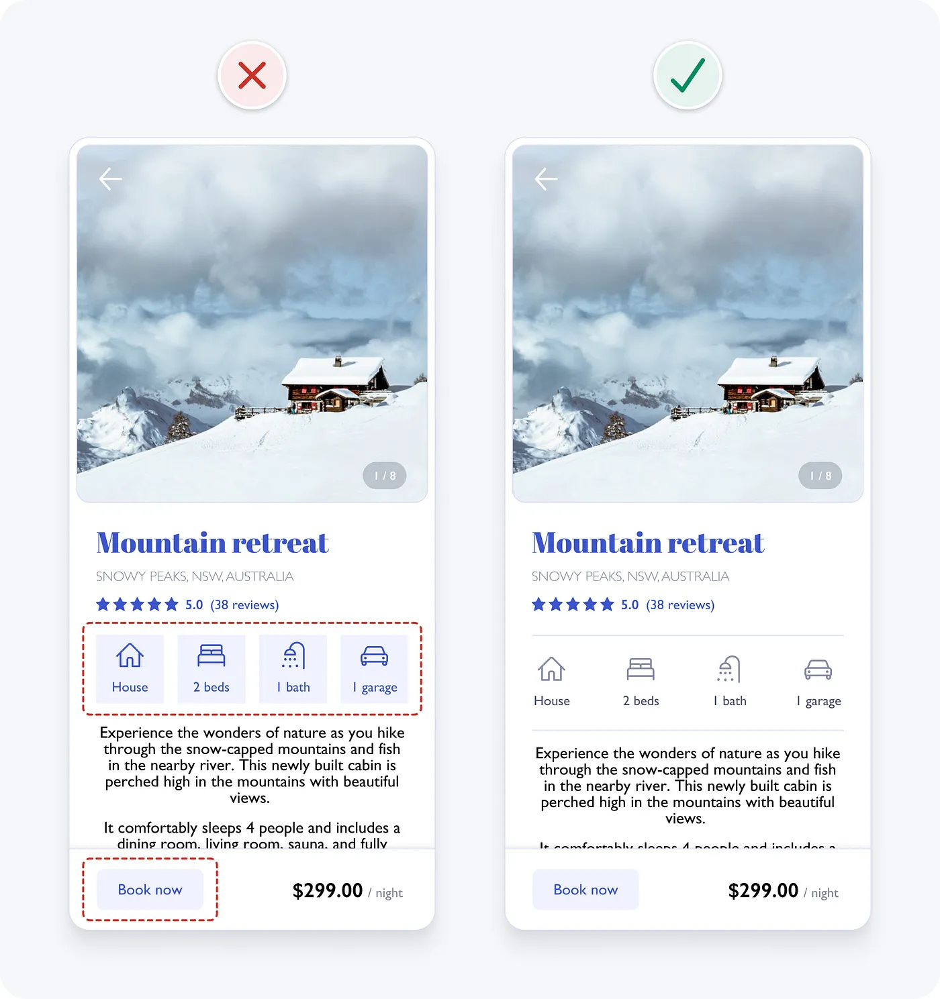 1 / 8
Mountain retreat
SNOWY PEAKS, NSW, AUSTRALIA
5.0 (38 reviews)
House
2 beds
1 bath
1 garage
Experience the wonders of nature as you hike
through the snow-capped mountains and fish
in the nearby river. This newly built cabin is
perched high in the mountains with beautiful
views.
It comfortably sleeps 4 people and includes a
dining room, living room, sauna, and fully
Book now
$299.00 / night
1 / 8
Mountain retreat
SNOWY PEAKS, NSW, AUSTRALIA
5.0 (38 reviews)
House
2 beds
1 bath
1 garage
Experience the wonders of nature as you hike
through the snow-capped mountains and fish
in the nearby river. This newly built cabin is
perched high in the mountains with beautiful
views.
It comfortably sleeps 4 people and includes a
Book now
$299.00 / night